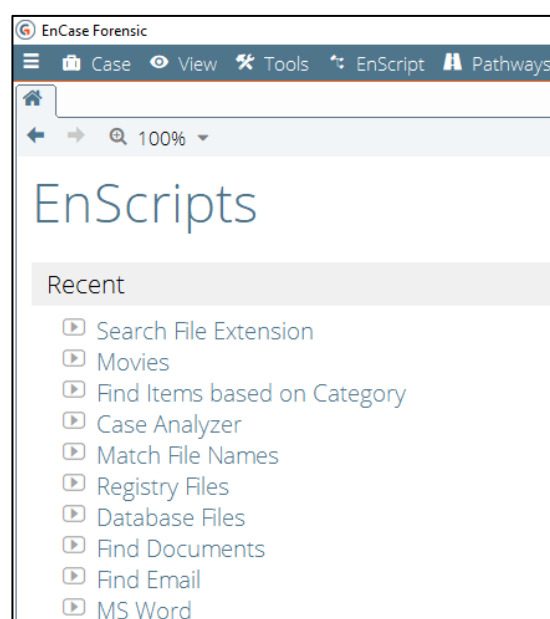 EnCase Forensic
Case View Tools EnScript Pathways
100%
EnScripts
Recent
Search File Extension
Movies
Find Items based on Category
Case Analyzer
Match File Names
Registry Files
Database Files
Find Documents
Find Email
MS Word